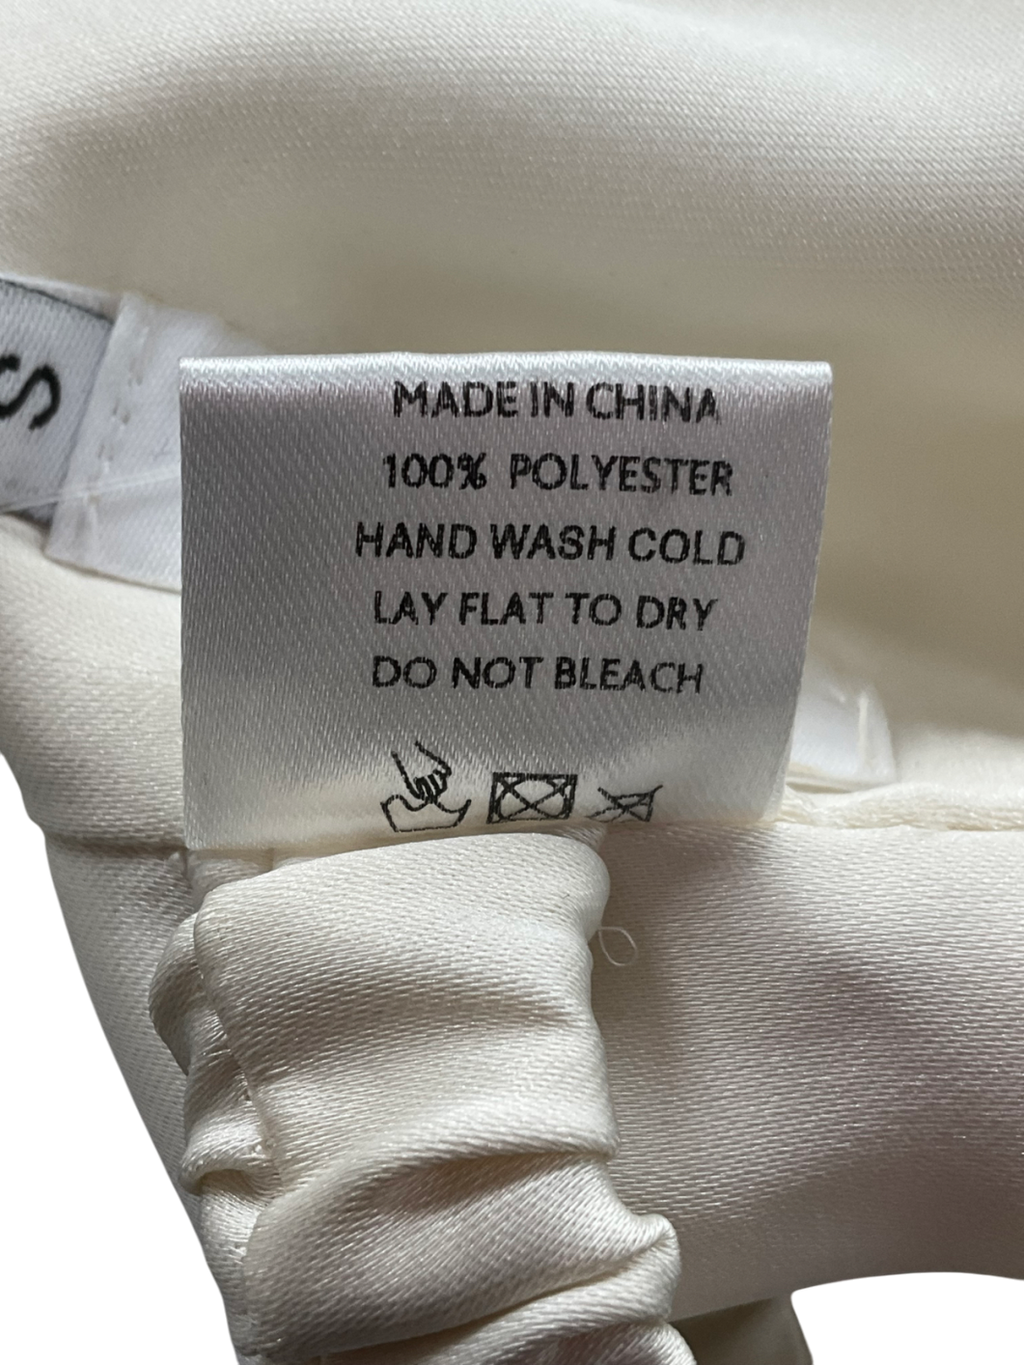 S
MADE IN CHINA
100% POLYESTER
HAND WASH COLD
LAY FLAT TO DRY
DO NOT BLEACH